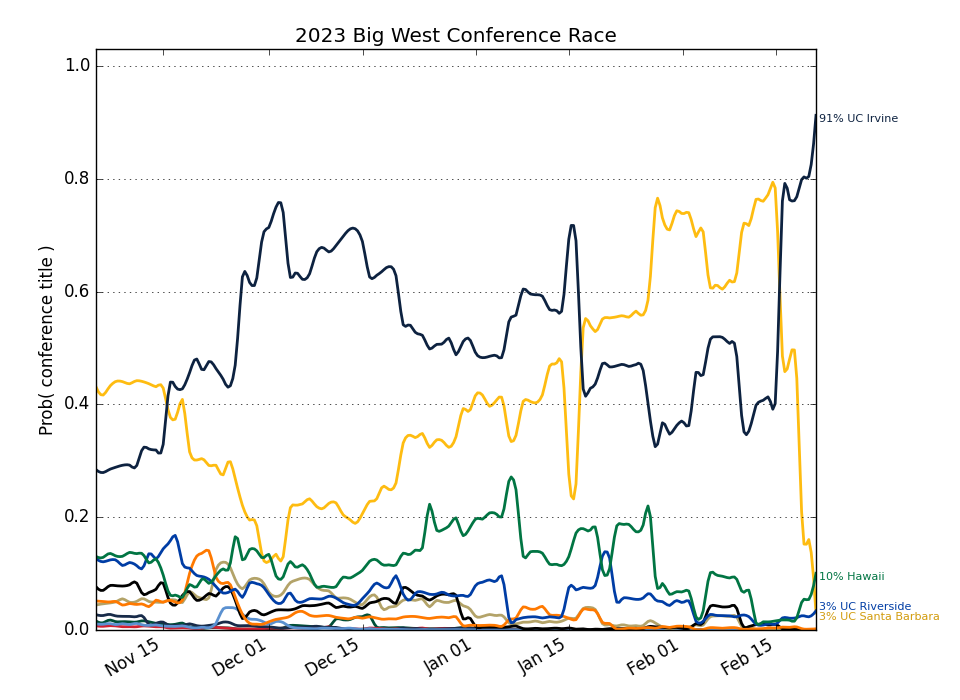 2023 Big West Conference Race
Prob( conference title )
1.0
0.8
0.6
0.4
0.2
0.0
91% UC Irvine
10% Hawaii
3% UC Riverside
3% UC Santa Barbara
Nov 15
Dec 01
Dec 15
Jan 01
Jan 15
Feb 01
Feb 15